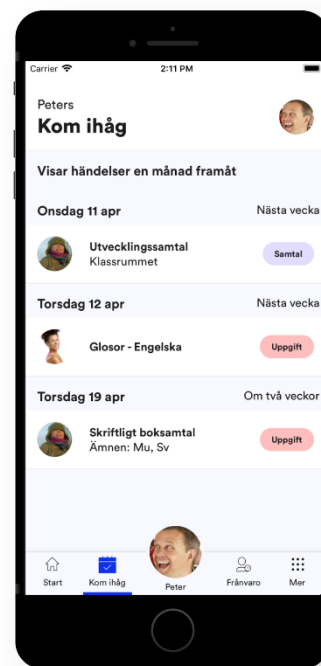 Carrier 2:11 PM
Peters
Kom ihåg
Visar händelser en månad framåt
Onsdag 11 apr Nästa vecka
Utvecklingssamtal
Klassrummet
Samtal
Torsdag 12 apr Nästa vecka
Glosor - Engelska
Uppgift
Torsdag 19 apr Om två veckor
Skriftligt boksamtal
Ämnen: Mu, Sv
Uppgift
Start Kom ihåg Peter Frånvaro Mer